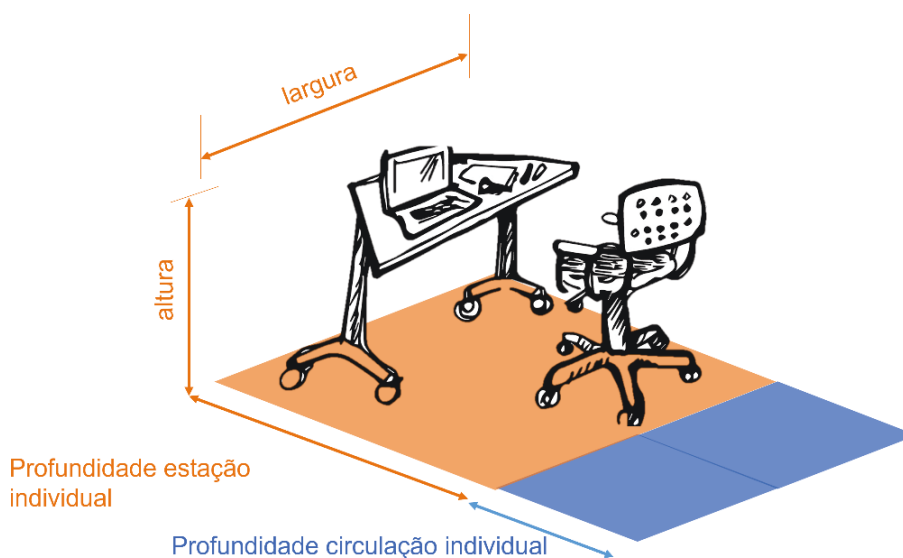 largura
altura
Profundidade estação
individual
Profundidade circulação individual